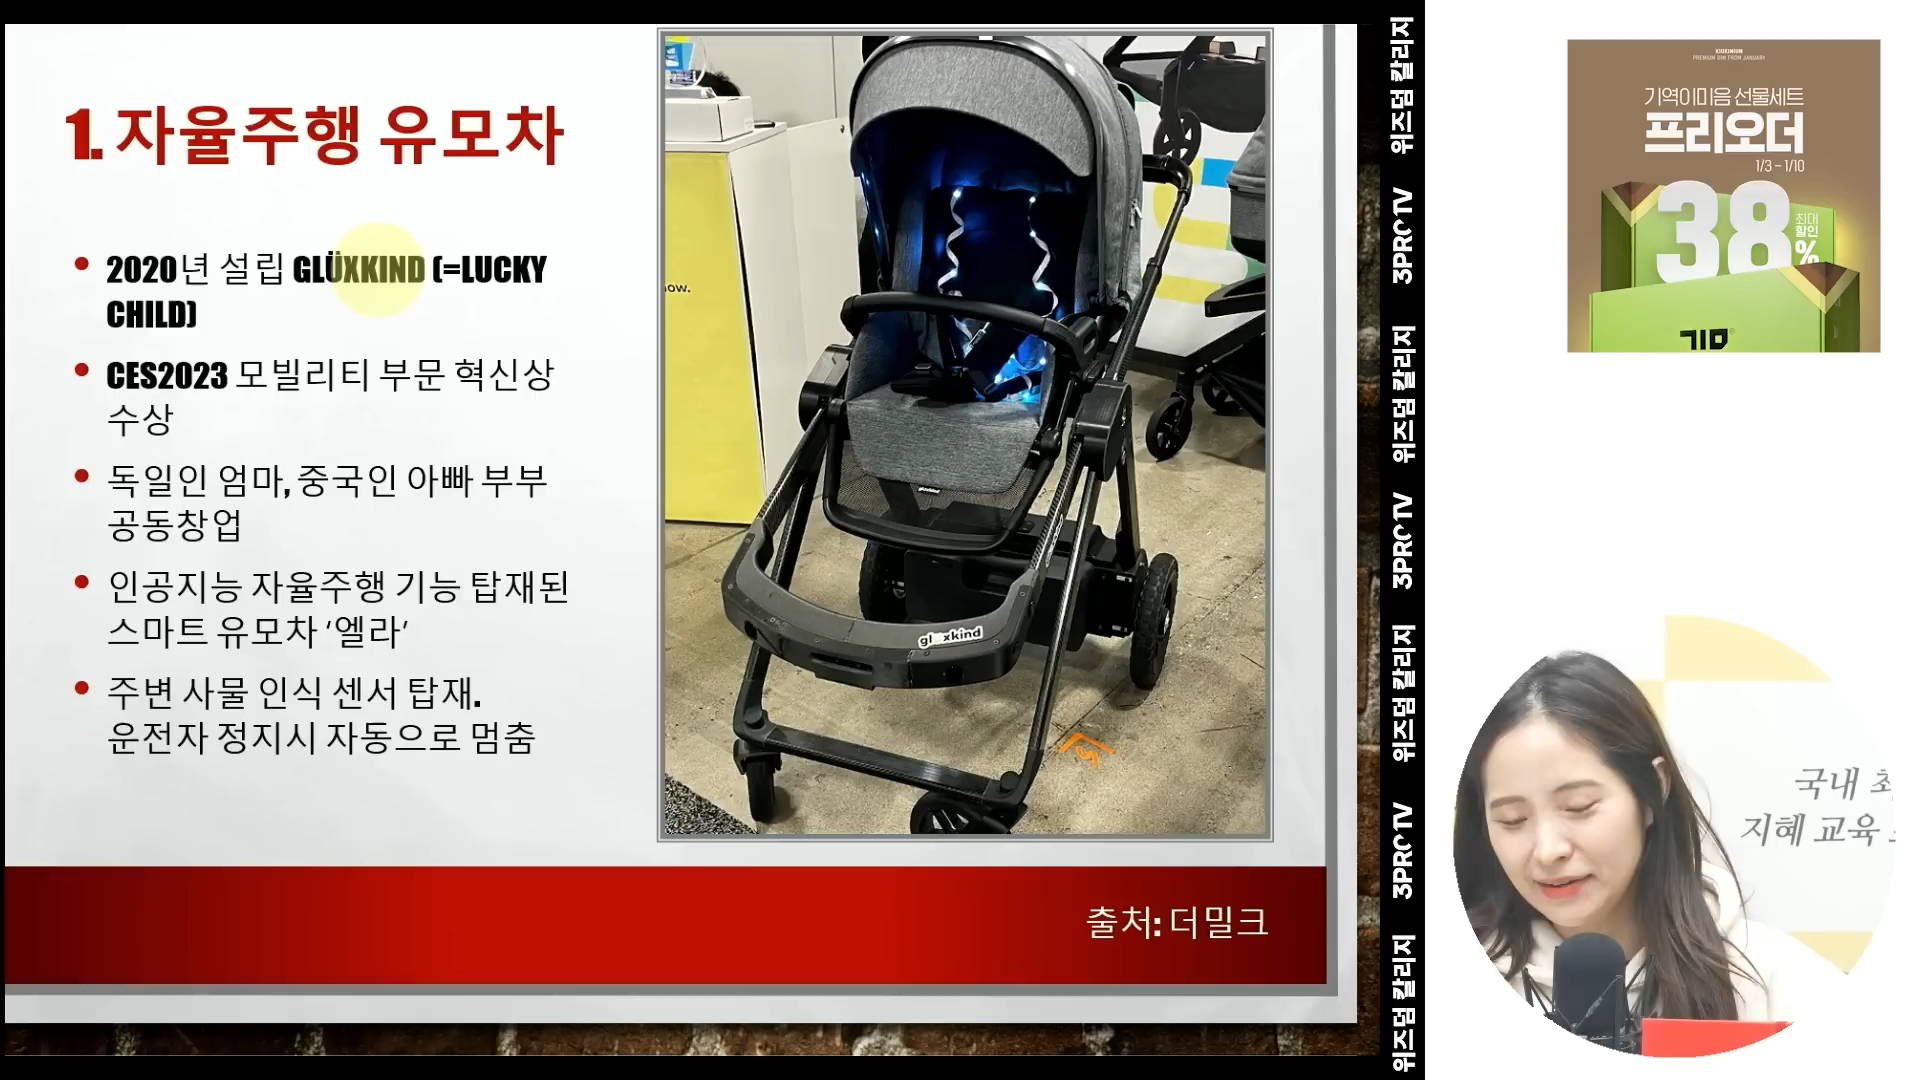 1. 자율주행 유모차
2020년 설립 GLÜXKIND (=LUCKY
CHILD)
CES2023 모빌리티 부문 혁신상
수상
독일인 엄마, 중국인 아빠 부부
공동창업
인공지능 자율주행 기능 탑재된
스마트 유모차 ‘엘라’
주변 사물 인식 센서 탑재.
운전자 정지시 자동으로 멈춤
출처: 더밀크
ow.
gluxkind
위즈덤 칼리지
3PROTV
위즈덤 칼리지
3PROTV
위즈덤 칼리지
3PROTV
위즈덤 칼리지
KIUKIMIUM
PREMIUM GIM FROM JANUARY
기역이미음 선물세트
프리오더
1/3 – 1/10
38%
최대
할인
기미
국내 최
지혜 교육